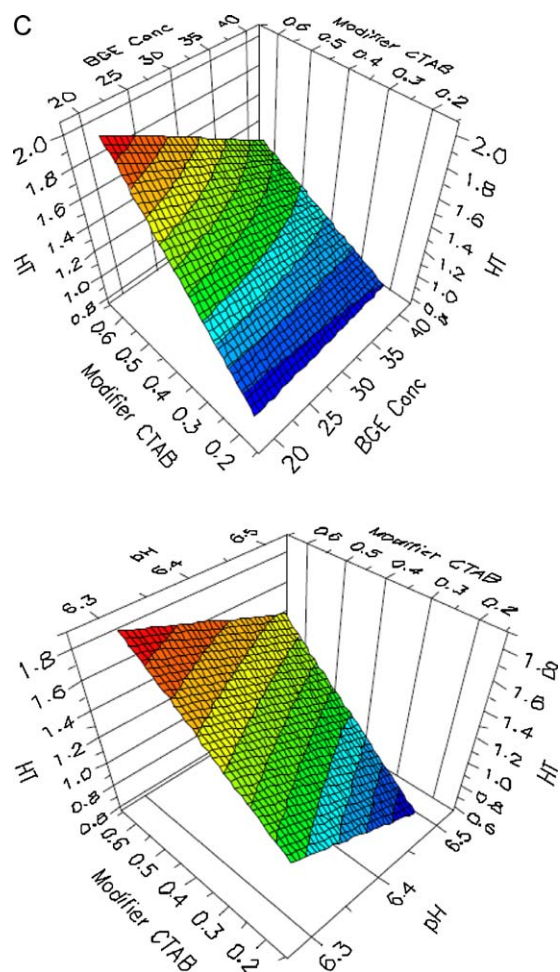 C
BGE Conc
20 25 30 35 40
Modifier CTAB
0.6 0.5 0.4 0.3 0.2
HT
2.0 1.8 1.6 1.4 1.2 1.0 0.8
Modifier CTAB
0.6 0.5 0.4 0.3 0.2
BGE Conc
20 25 30 35 40
HT
2.0 1.8 1.6 1.4 1.2 1.0 0.8
pH
6.3 6.4 6.5
Modifier CTAB
0.6 0.5 0.4 0.3 0.2
HT
1.8 1.6 1.4 1.2 1.0 0.8
Modifier CTAB
0.6 0.5 0.4 0.3 0.2
pH
6.3 6.4 6.5
HT
1.8 1.6 1.4 1.2 1.0 0.8 0.6